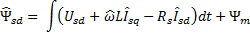 Ψ̂sd = ∫(Usd + ω̂LÎsq − RsÎsd)dt + Ψm